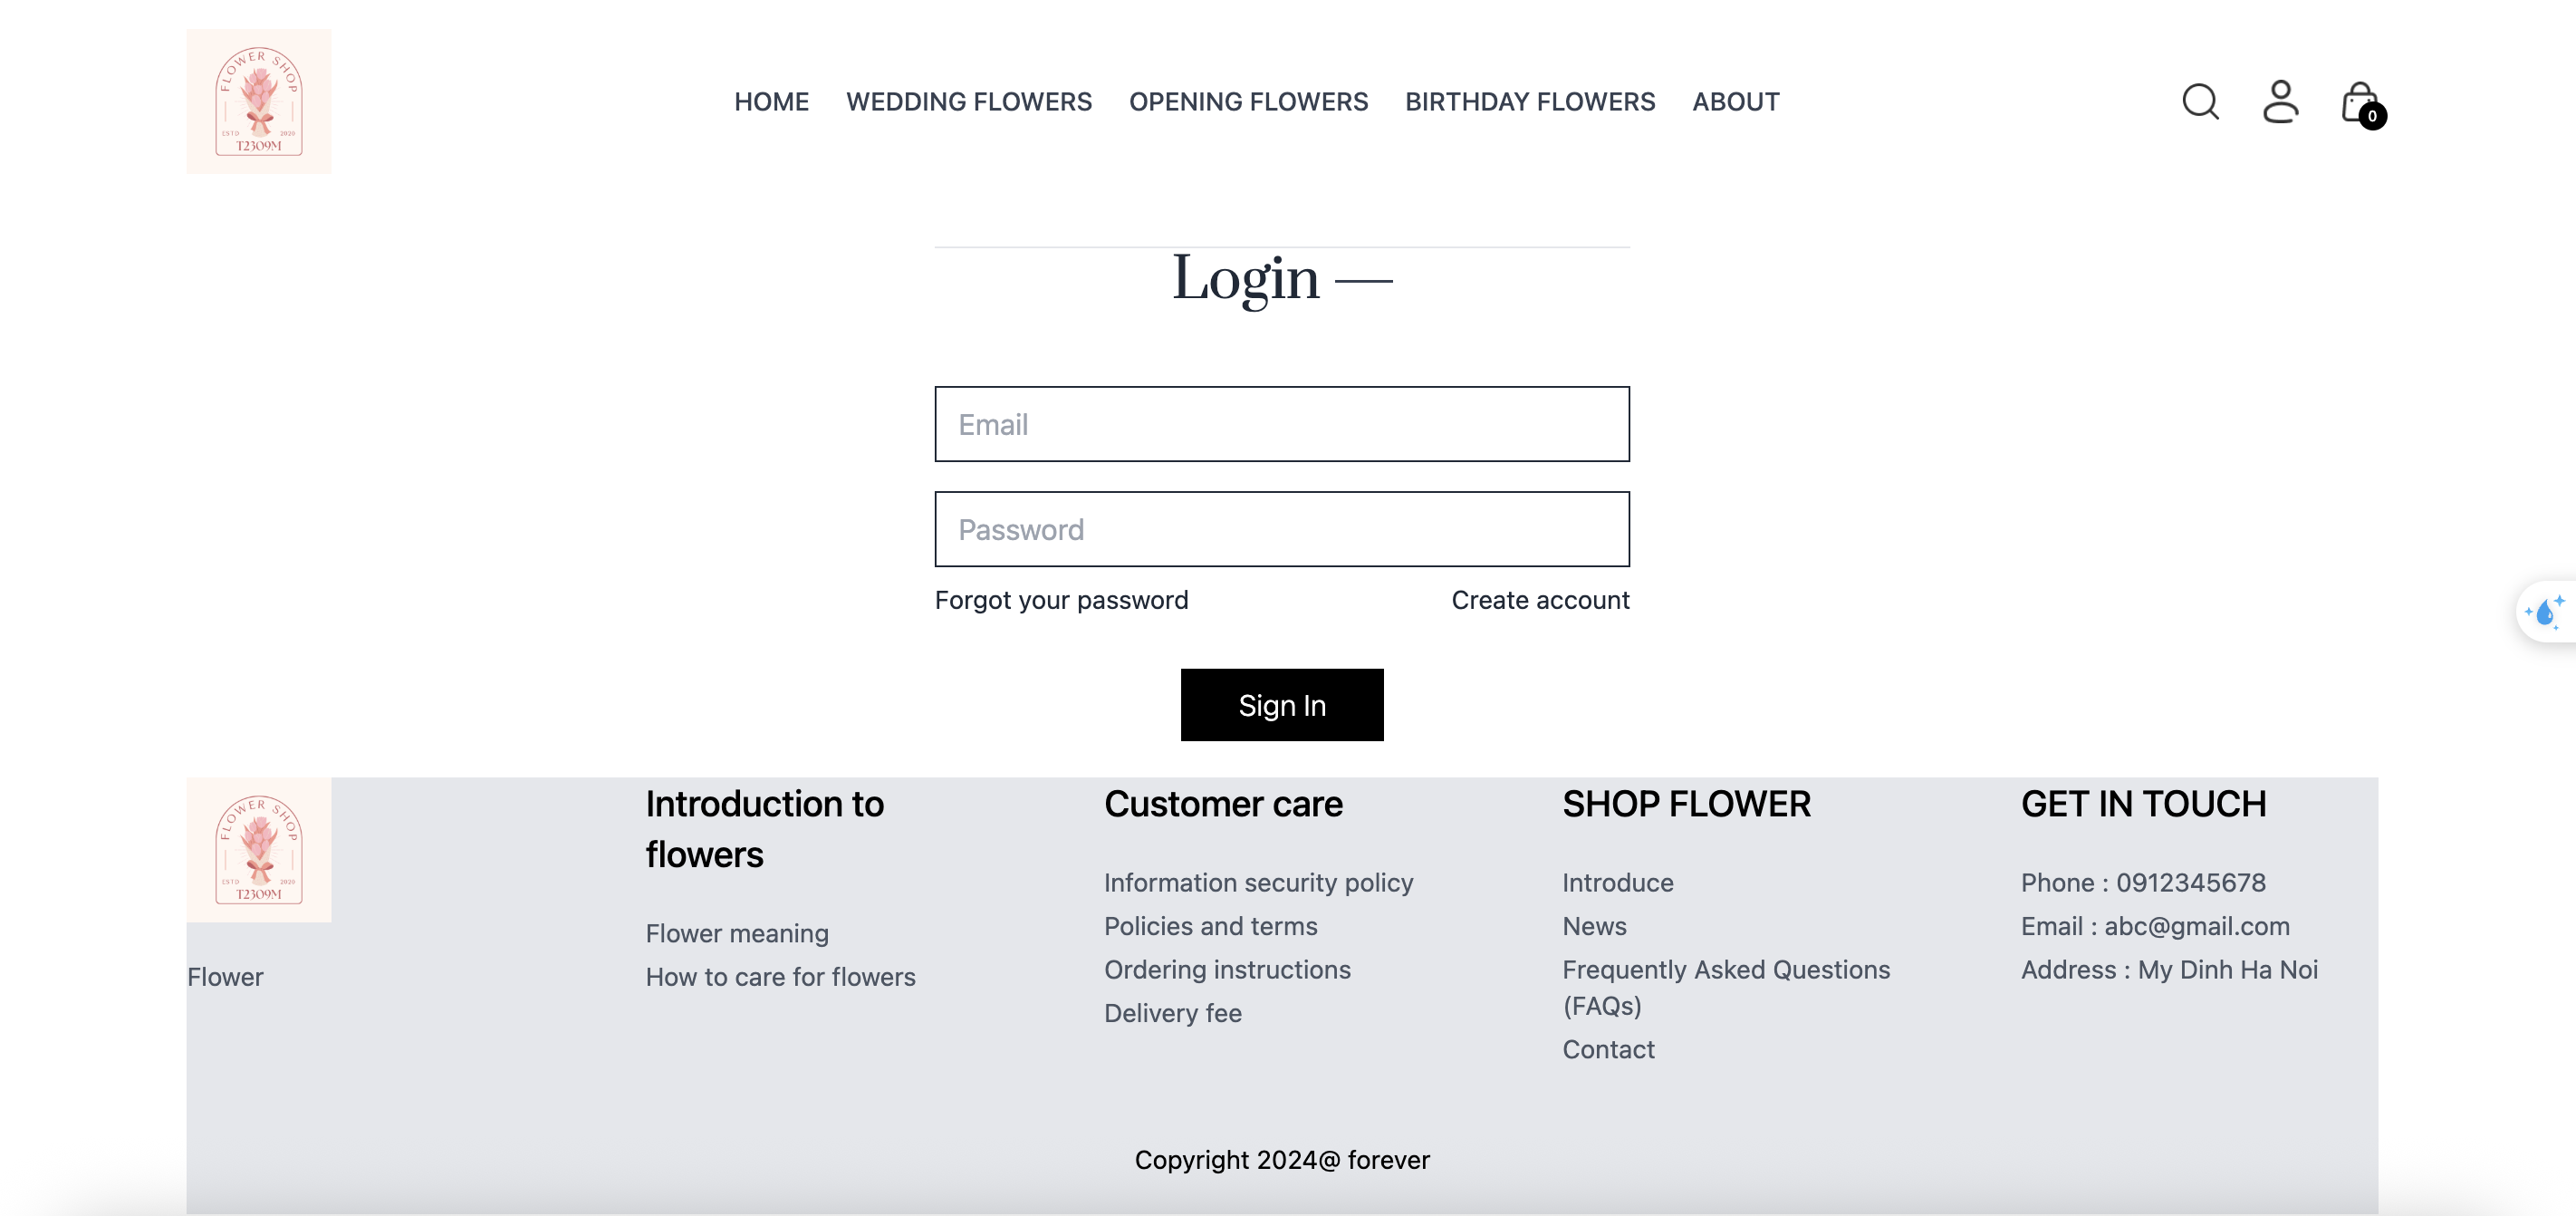 FLOWER SHOP
ESTD 2020
T2309M
HOME WEDDING FLOWERS OPENING FLOWERS BIRTHDAY FLOWERS ABOUT
0
Login
Email
Password
Forgot your password Create account
Sign In
FLOWER SHOP
ESTD 2020
T2309M
Flower
Introduction to
flowers
Flower meaning
How to care for flowers
Customer care
Information security policy
Policies and terms
Ordering instructions
Delivery fee
SHOP FLOWER
Introduce
News
Frequently Asked Questions
(FAQs)
Contact
GET IN TOUCH
Phone : 0912345678
Email : abc@gmail.com
Address : My Dinh Ha Noi
Copyright 2024@ forever